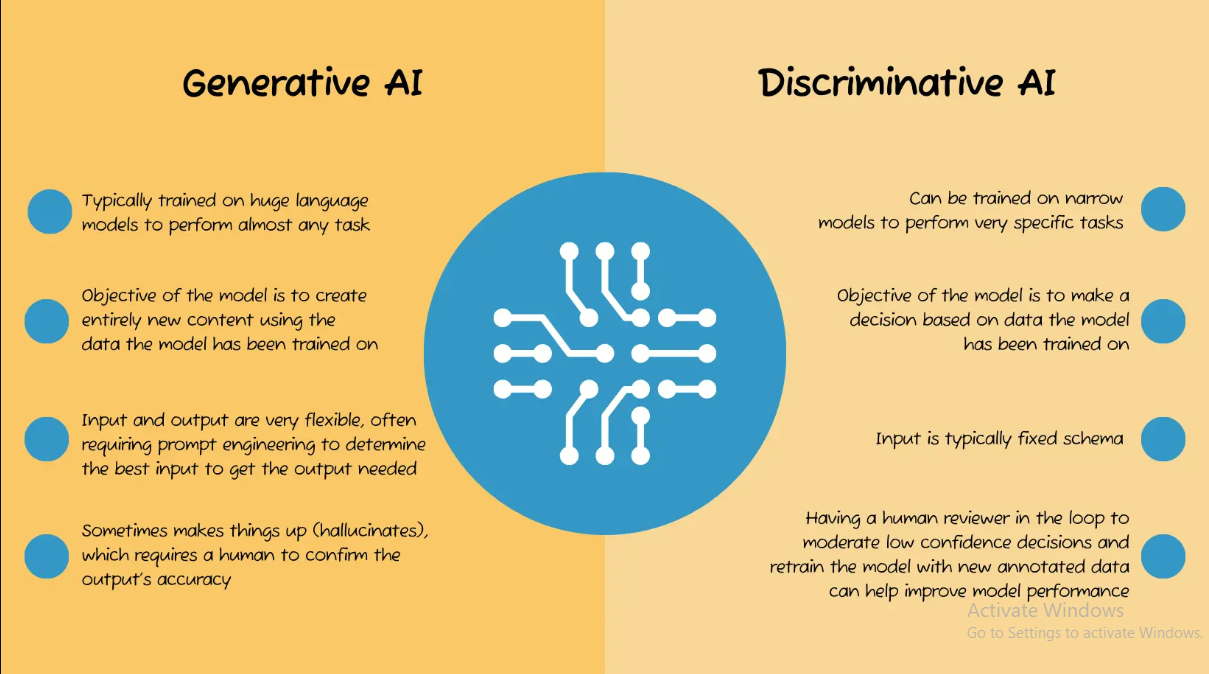 Generative AI
Typically trained on huge language
models to perform almost any task
Objective of the model is to create
entirely new content using the
data the model has been trained on
Input and output are very flexible, often
requiring prompt engineering to determine
the best input to get the output needed
Sometimes makes things up (hallucinates),
which requires a human to confirm the
output's accuracy
Discriminative AI
Can be trained on narrow
models to perform very specific tasks
Objective of the model is to make a
decision based on data the model
has been trained on
Input is typically fixed schema
Having a human reviewer in the loop to
moderate low confidence decisions and
retrain the model with new annotated data
can help improve model performance
Activate Windows
Go to Settings to activate Windows.